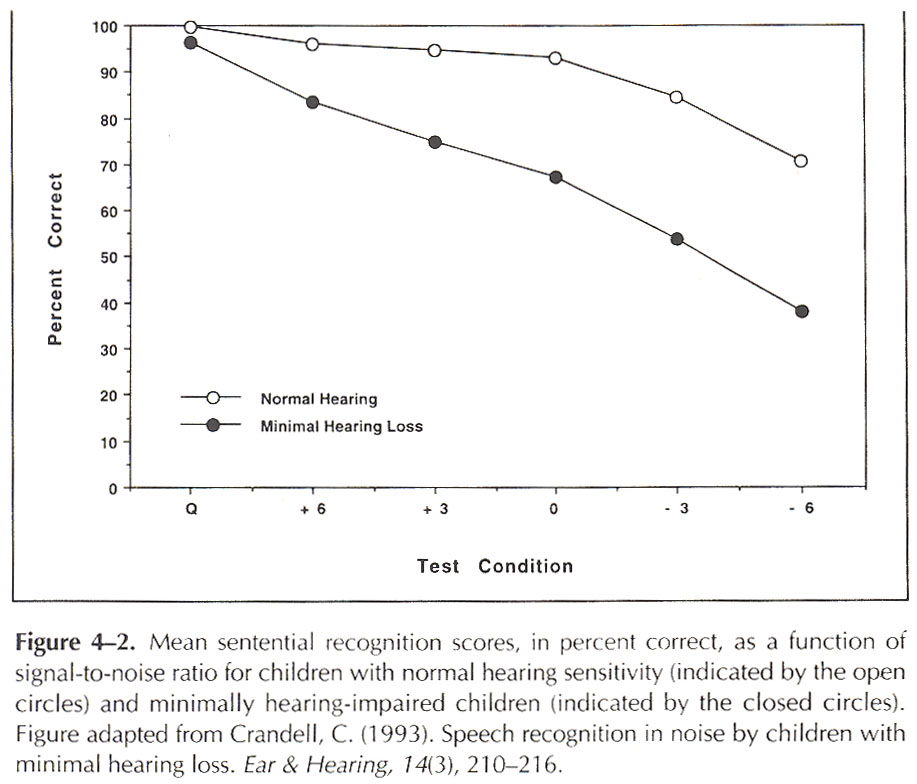 100
90
80
70
60
50
40
30
20
10
0
Percent Correct
Normal Hearing
Minimal Hearing Loss
Q + 6 + 3 0 - 3 - 6
Test Condition
Figure 4–2. Mean sentential recognition scores, in percent correct, as a function of
signal-to-noise ratio for children with normal hearing sensitivity (indicated by the open
circles) and minimally hearing-impaired children (indicated by the closed circles).
Figure adapted from Crandell, C. (1993). Speech recognition in noise by children with
minimal hearing loss. Ear & Hearing, 14(3), 210–216.